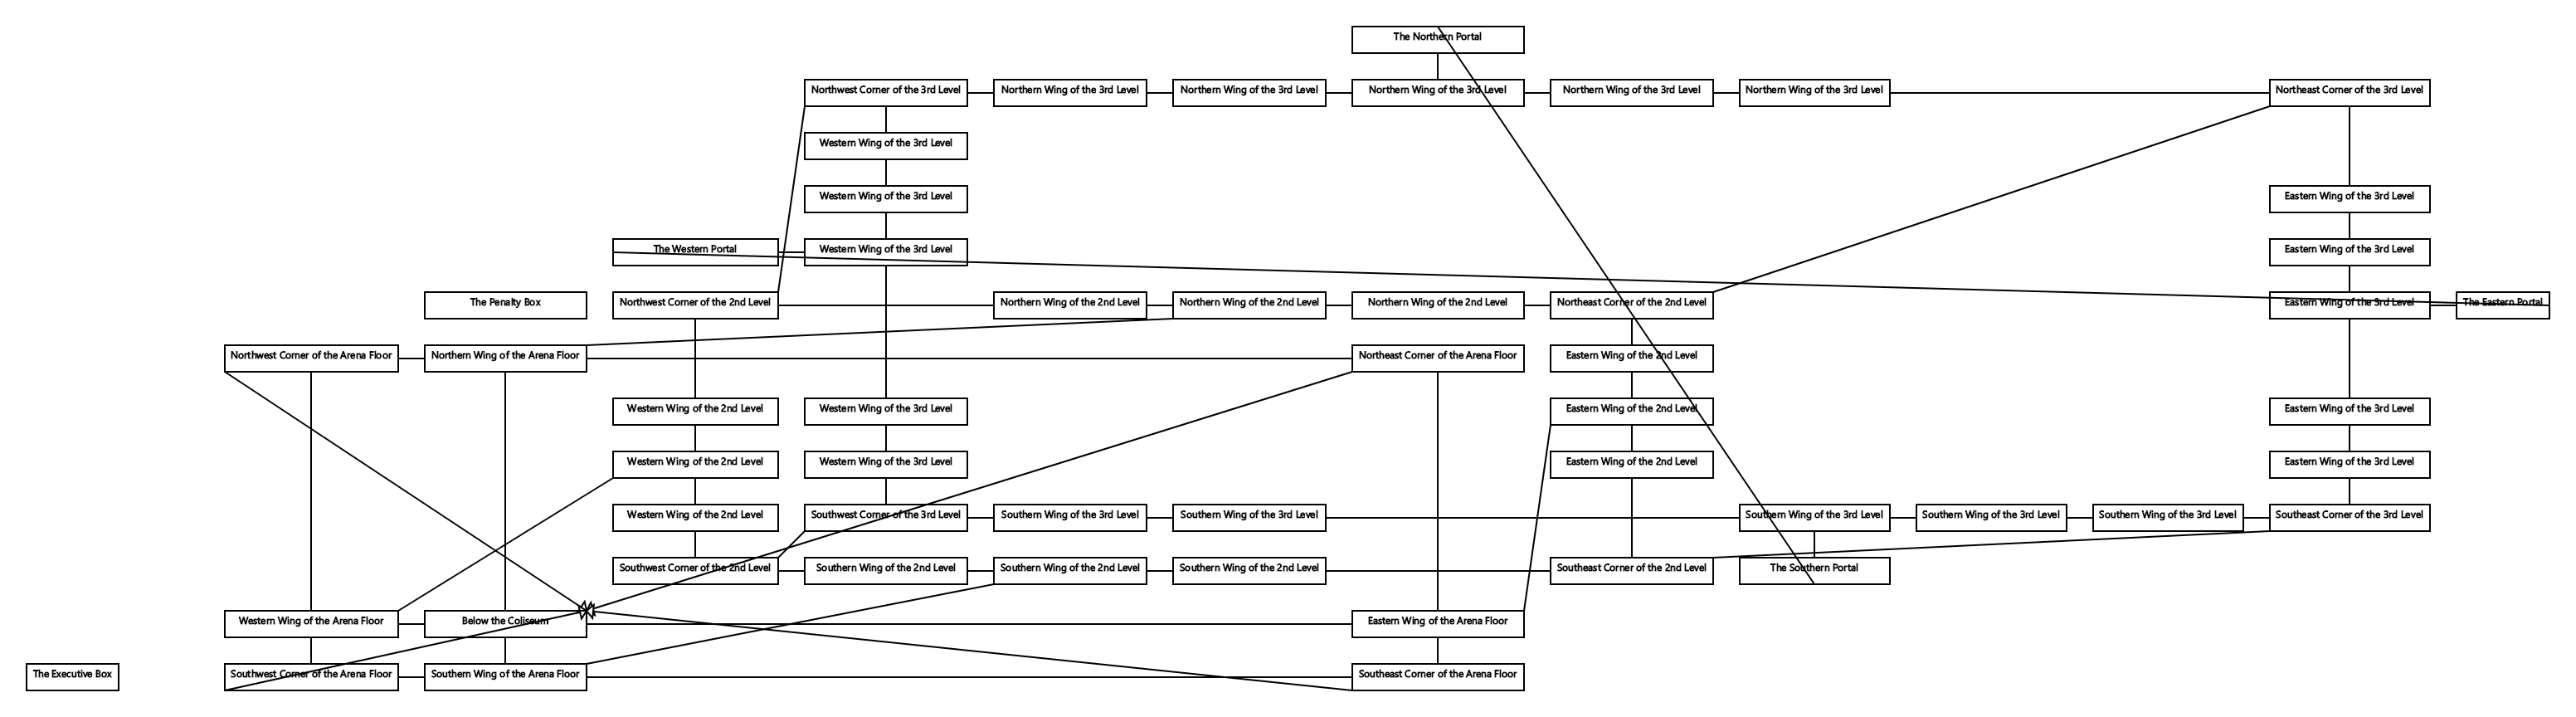 The Northern Portal
Northwest Corner of the 3rd Level
Northern Wing of the 3rd Level
Northern Wing of the 3rd Level
Northern Wing of the 3rd Level
Northern Wing of the 3rd Level
Northern Wing of the 3rd Level
Northeast Corner of the 3rd Level
Western Wing of the 3rd Level
Western Wing of the 3rd Level
Eastern Wing of the 3rd Level
The Western Portal
Western Wing of the 3rd Level
Eastern Wing of the 3rd Level
The Penalty Box
Northwest Corner of the 2nd Level
Northern Wing of the 2nd Level
Northern Wing of the 2nd Level
Northern Wing of the 2nd Level
Northeast Corner of the 2nd Level
Eastern Wing of the 3rd Level
The Eastern Portal
Northwest Corner of the Arena Floor
Northern Wing of the Arena Floor
Northeast Corner of the Arena Floor
Eastern Wing of the 2nd Level
Western Wing of the 2nd Level
Western Wing of the 3rd Level
Eastern Wing of the 2nd Level
Eastern Wing of the 3rd Level
Western Wing of the 2nd Level
Western Wing of the 3rd Level
Eastern Wing of the 2nd Level
Eastern Wing of the 3rd Level
Western Wing of the 2nd Level
Southwest Corner of the 3rd Level
Southern Wing of the 3rd Level
Southern Wing of the 3rd Level
Southern Wing of the 3rd Level
Southern Wing of the 3rd Level
Southern Wing of the 3rd Level
Southeast Corner of the 3rd Level
Southwest Corner of the 2nd Level
Southern Wing of the 2nd Level
Southern Wing of the 2nd Level
Southern Wing of the 2nd Level
Southeast Corner of the 2nd Level
The Southern Portal
Western Wing of the Arena Floor
Below the Coliseum
Eastern Wing of the Arena Floor
The Executive Box
Southwest Corner of the Arena Floor
Southern Wing of the Arena Floor
Southeast Corner of the Arena Floor